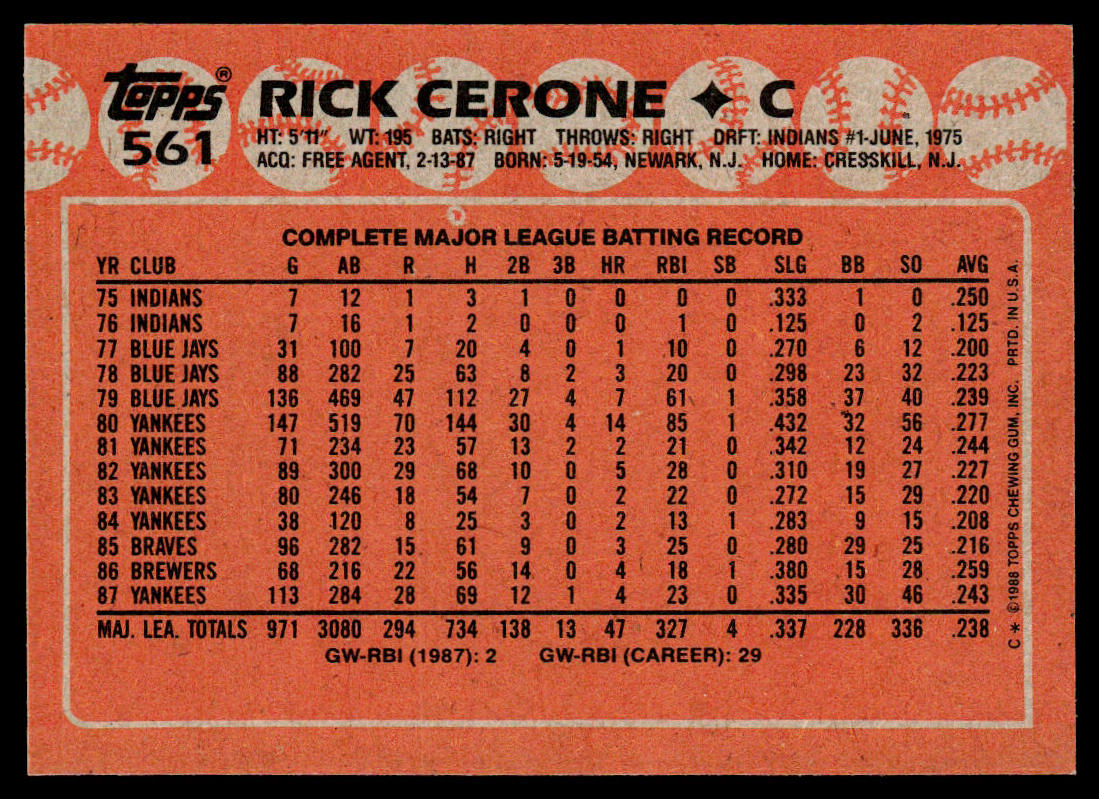 topps® RICK CERONE ✦ C
561 HT: 5'11" WT: 195 BATS: RIGHT THROWS: RIGHT DRFT: INDIANS #1-JUNE, 1975
ACQ: FREE AGENT, 2-13-87 BORN: 5-19-54, NEWARK, N.J. HOME: CRESSKILL, N.J.
COMPLETE MAJOR LEAGUE BATTING RECORD
YR CLUB G AB R H 2B 3B HR RBI SB SLG BB SO AVG
75 INDIANS 7 12 1 3 1 0 0 0 0 .333 1 0 .250
76 INDIANS 7 16 1 2 0 0 0 1 0 .125 0 2 .125
77 BLUE JAYS 31 100 7 20 4 0 1 10 0 .270 6 12 .200
78 BLUE JAYS 88 282 25 63 8 2 3 20 0 .298 23 32 .223
79 BLUE JAYS 136 469 47 112 27 4 7 61 1 .358 37 40 .239
80 YANKEES 147 519 70 144 30 4 14 85 1 .432 32 56 .277
81 YANKEES 71 234 23 57 13 2 2 21 0 .342 12 24 .244
82 YANKEES 89 300 29 68 10 0 5 28 0 .310 19 27 .227
83 YANKEES 80 246 18 54 7 0 2 22 0 .272 15 29 .220
84 YANKEES 38 120 8 25 3 0 2 13 1 .283 9 15 .208
85 BRAVES 96 282 15 61 9 0 3 25 0 .280 29 25 .216
86 BREWERS 68 216 22 56 14 0 4 18 1 .380 15 28 .259
87 YANKEES 113 284 28 69 12 1 4 23 0 .335 30 46 .243
MAJ. LEA. TOTALS 971 3080 294 734 138 13 47 327 4 .337 228 336 .238
GW-RBI (1987): 2 GW-RBI (CAREER): 29
C * ©1988 TOPPS CHEWING GUM, INC. PRTD. IN U.S.A.